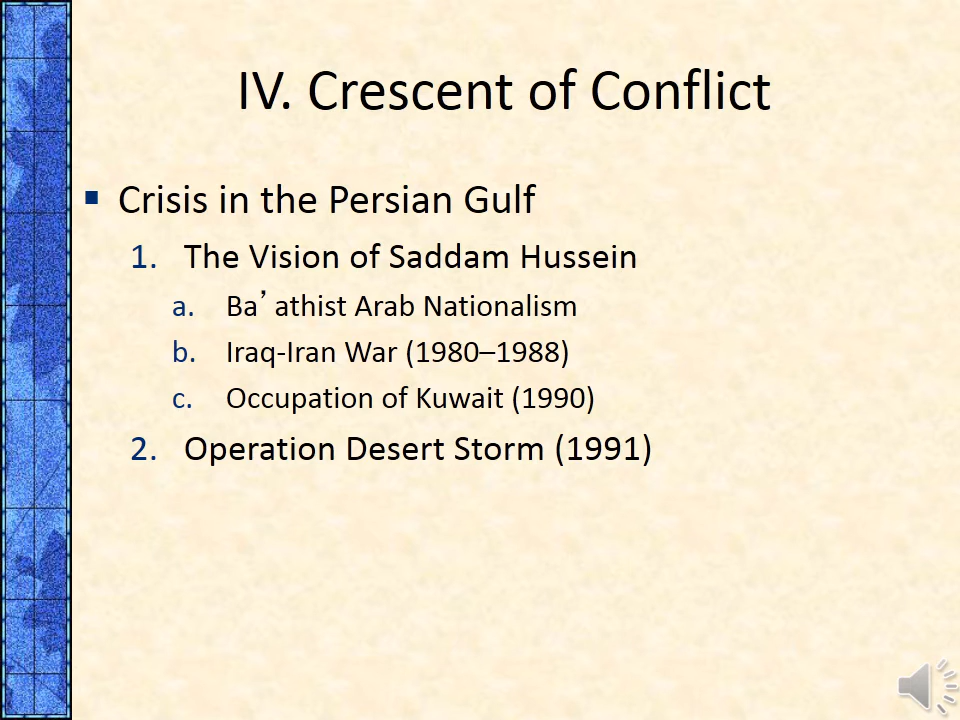 IV. Crescent of Conflict
▪ Crisis in the Persian Gulf
1. The Vision of Saddam Hussein
a. Ba’athist Arab Nationalism
b. Iraq-Iran War (1980–1988)
c. Occupation of Kuwait (1990)
2. Operation Desert Storm (1991)